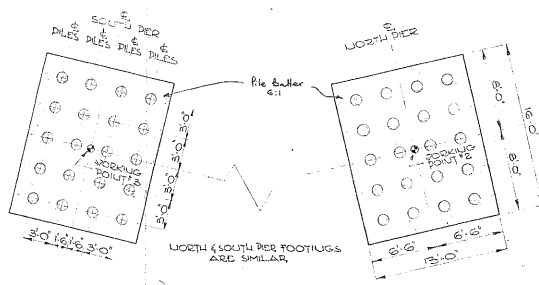 ℄
SOUTH PIER
℄ ℄ ℄ ℄
PILES PILES PILES PILES
Pile batter
6:1
℄
NORTH PIER
WORKING
POINT #3
3'-0"
3'-0"
3'-0"
3'-0"
3'-0" 1'-6" 1'-6" 3'-0"
WORKING
POINT #2
8'-0"
8'-0"
16'-0"
6'-6" 6'-6"
13'-0"
NORTH & SOUTH PIER FOOTINGS
ARE SIMILAR